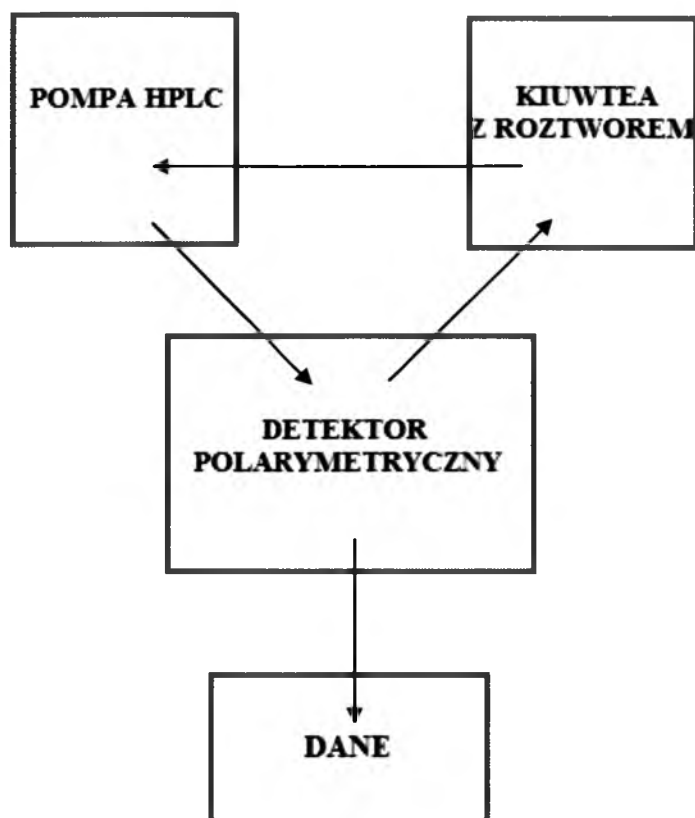 POMPA HPLC
KIUWTEA
Z ROZTWOREM
DETEKTOR
POLARYMETRYCZNY
DANE